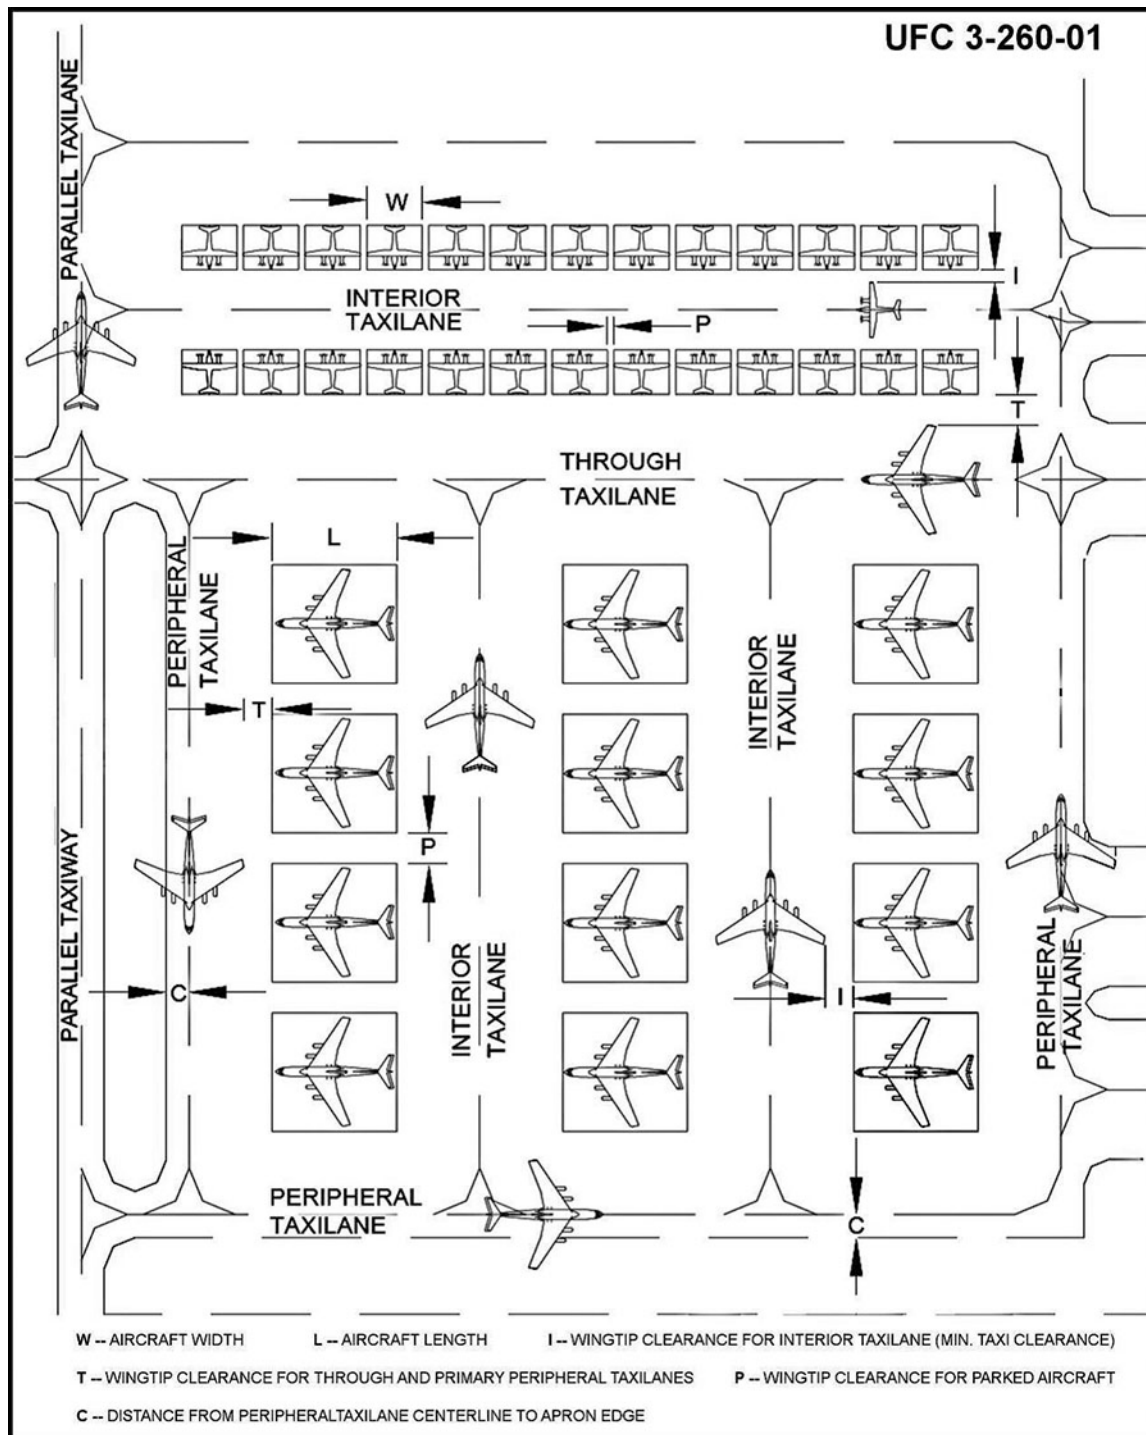 UFC 3-260-01
PARALLEL TAXILANE
W
I
INTERIOR
TAXILANE
P
T
THROUGH
TAXILANE
L
PERIPHERAL
TAXILANE
INTERIOR
TAXILANE
T
P
PARALLEL TAXIWAY
INTERIOR
TAXILANE
PERIPHERAL
TAXILANE
C
I
PERIPHERAL
TAXILANE
C
W -- AIRCRAFT WIDTH L -- AIRCRAFT LENGTH I -- WINGTIP CLEARANCE FOR INTERIOR TAXILANE (MIN. TAXI CLEARANCE)
T -- WINGTIP CLEARANCE FOR THROUGH AND PRIMARY PERIPHERAL TAXILANES P -- WINGTIP CLEARANCE FOR PARKED AIRCRAFT
C -- DISTANCE FROM PERIPHERALTAXILANE CENTERLINE TO APRON EDGE